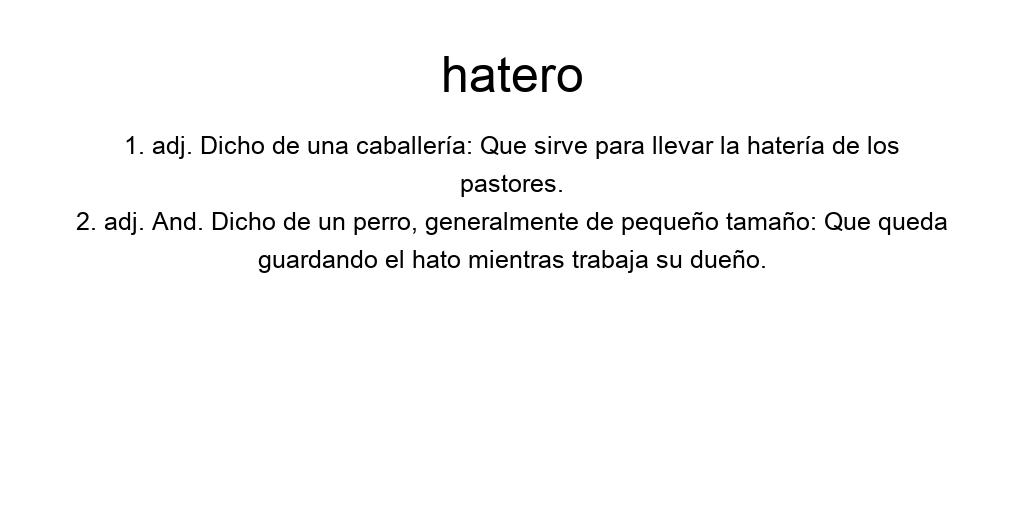 hatero
1. adj. Dicho de una caballería: Que sirve para llevar la hatería de los
pastores.
2. adj. And. Dicho de un perro, generalmente de pequeño tamaño: Que queda
guardando el hato mientras trabaja su dueño.